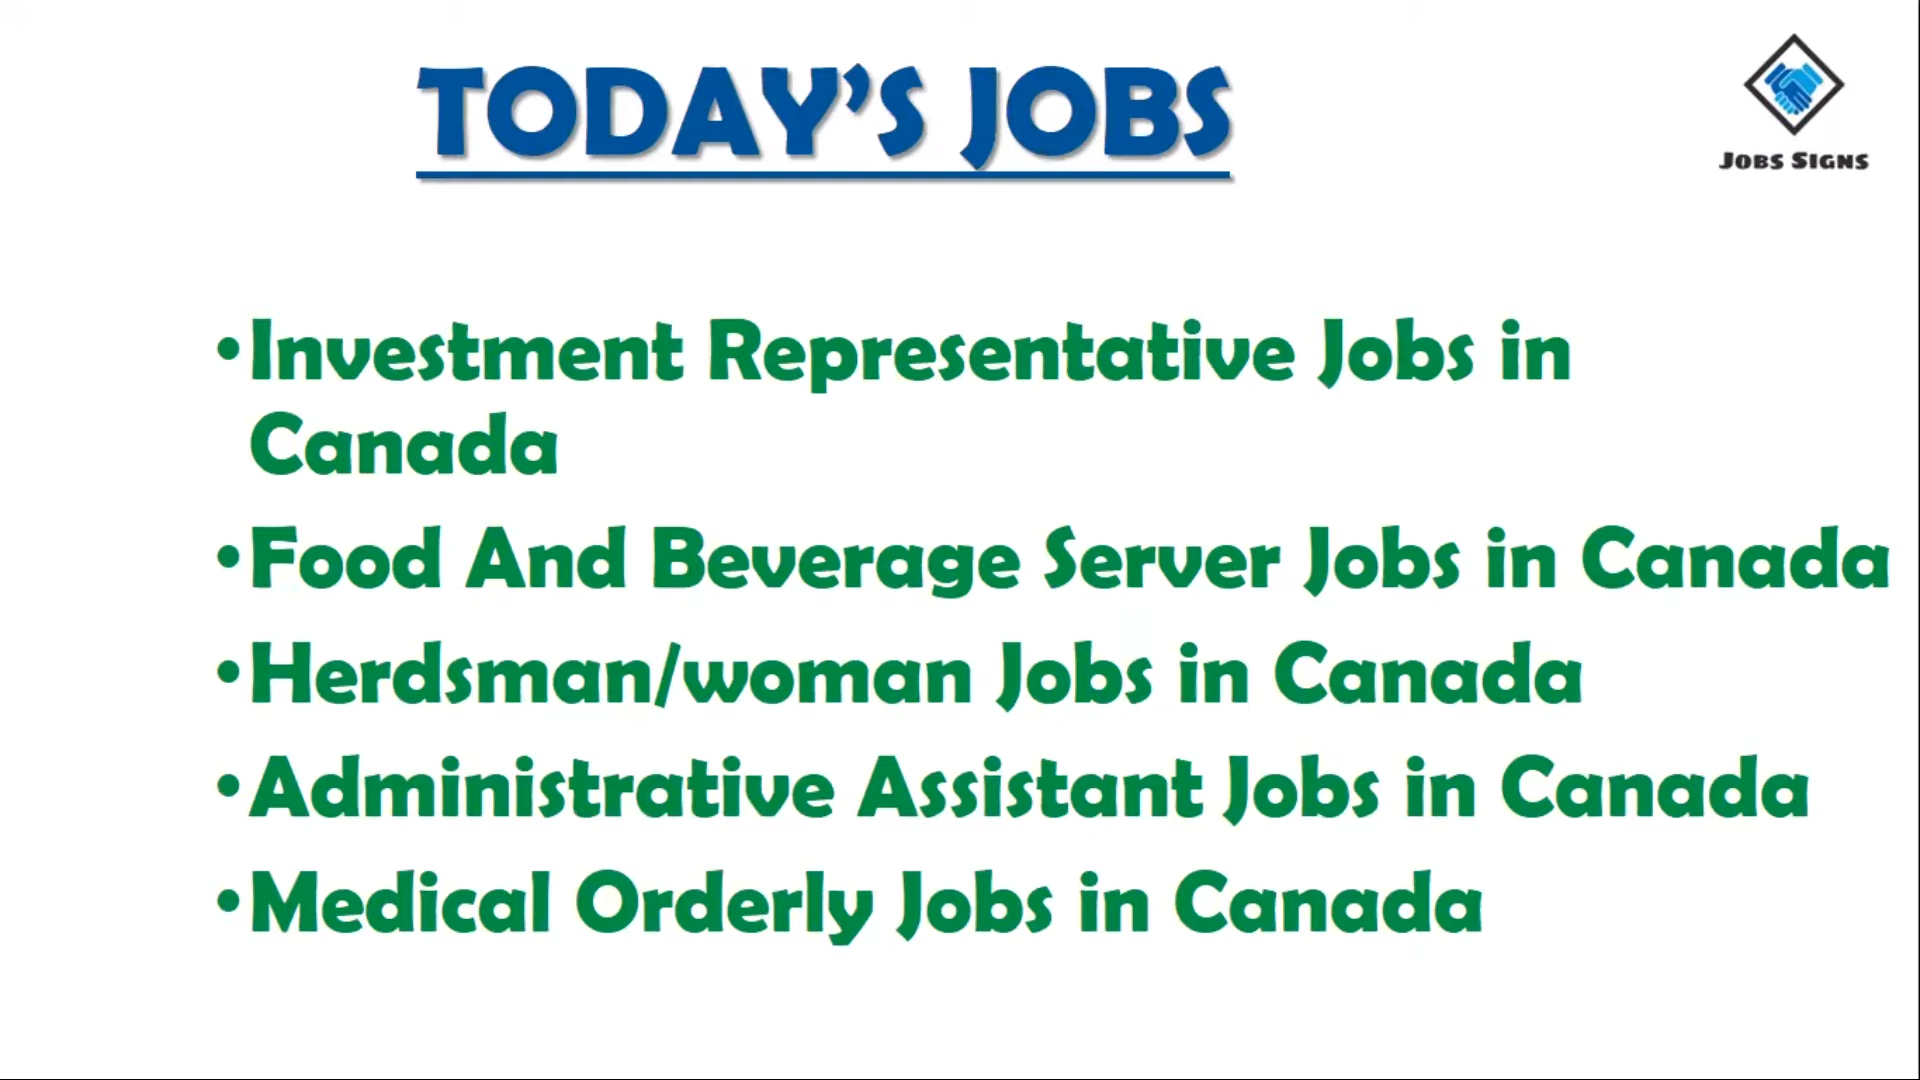 TODAY'S JOBS
JOBS SIGNS
•Investment Representative Jobs in
Canada
•Food And Beverage Server Jobs in Canada
•Herdsman/woman Jobs in Canada
•Administrative Assistant Jobs in Canada
•Medical Orderly Jobs in Canada